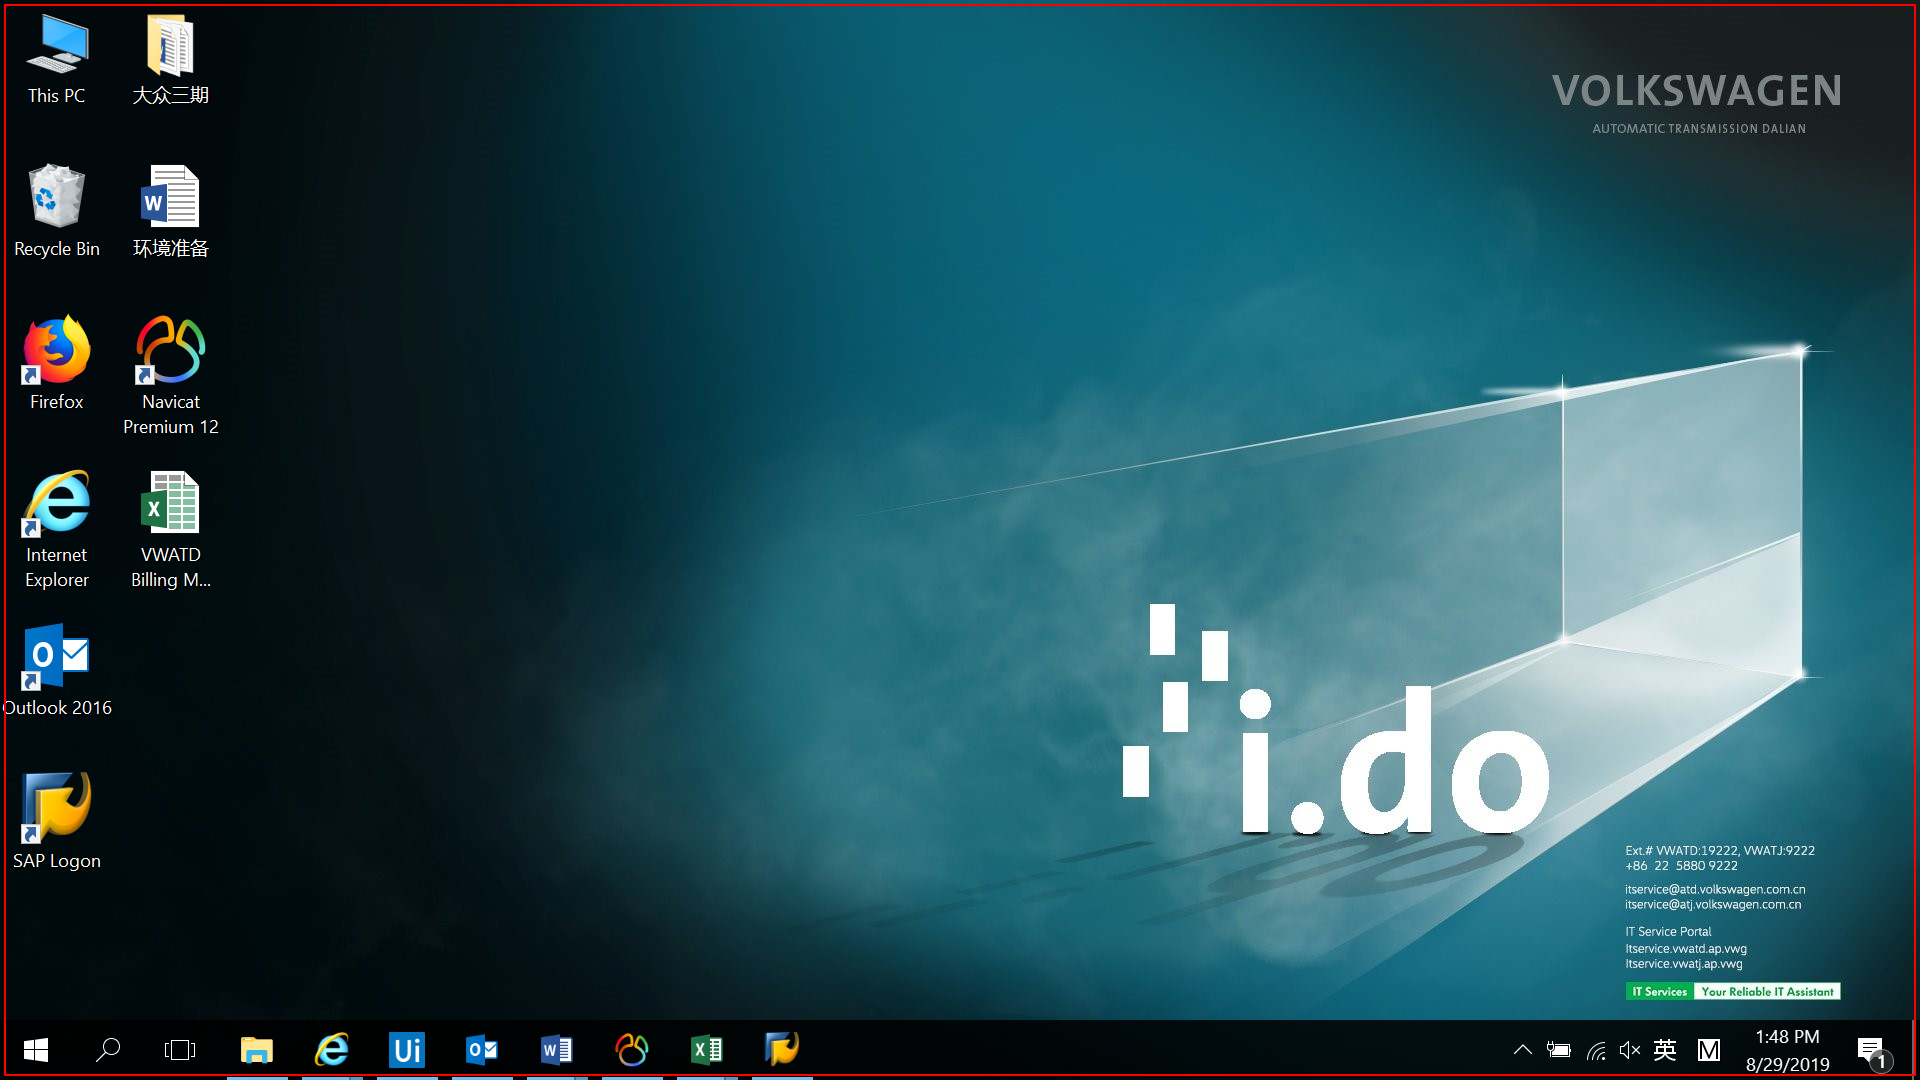 This PC
大众三期
VOLKSWAGEN
AUTOMATIC TRANSMISSION DALIAN
Recycle Bin
环境准备
Firefox
Navicat
Premium 12
Internet
Explorer
VWATD
Billing M...
Outlook 2016
SAP Logon
i.do
Ext.# VWATD:19222, VWATJ:9222
+86 22 5880 9222
itservice@atd.volkswagen.com.cn
itservice@atj.volkswagen.com.cn
IT Service Portal
Itservice.vwatd.ap.vwg
Itservice.vwatj.ap.vwg
IT Services Your Reliable IT Assistant
英
M
1:48 PM
8/29/2019
1